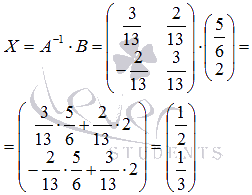 X = A⁻¹ · B = ( 3/13 2/13 ; -2/13 3/13 ) · ( 5/6 ; 2 ) =
= ( 3/13 · 5/6 + 2/13 · 2 ; -2/13 · 5/6 + 3/13 · 2 ) = ( 1/2 ; 1/3 )
STUDENTS